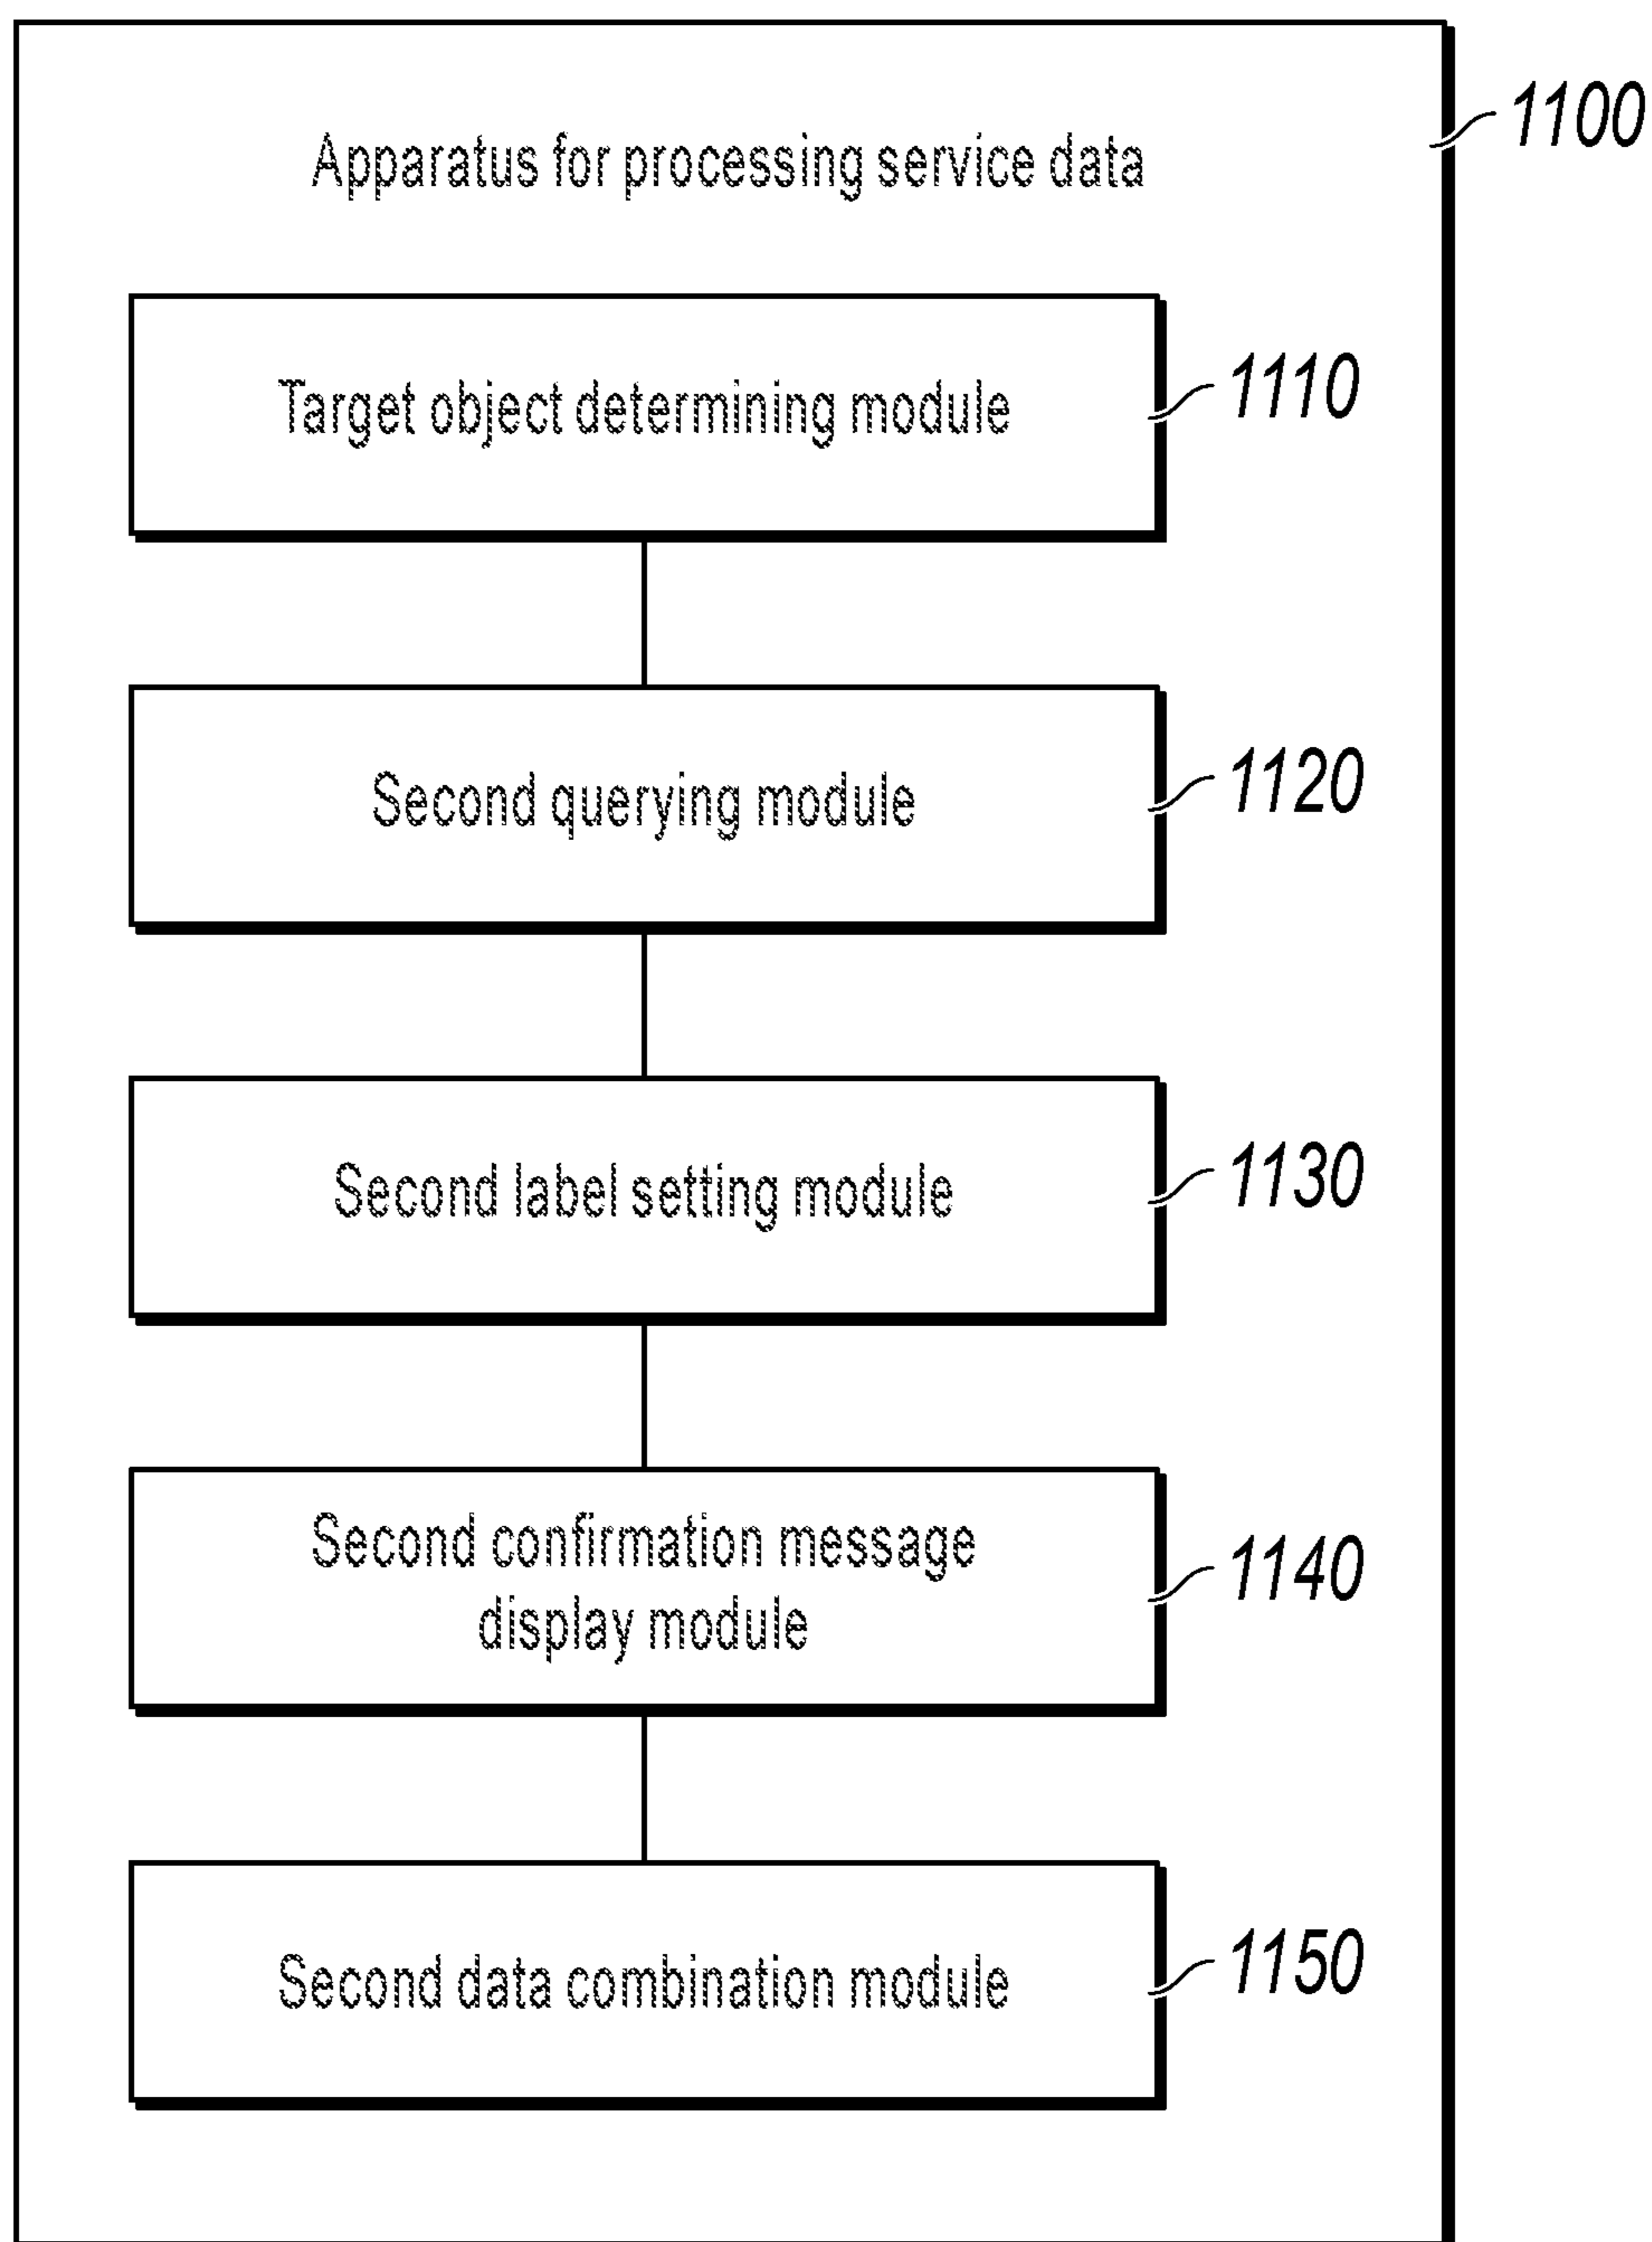 1100
Apparatus for processing service data
Target object determining module
1110
Second querying module
1120
Second label setting module
1130
Second confirmation message
display module
1140
Second data combination module
1150